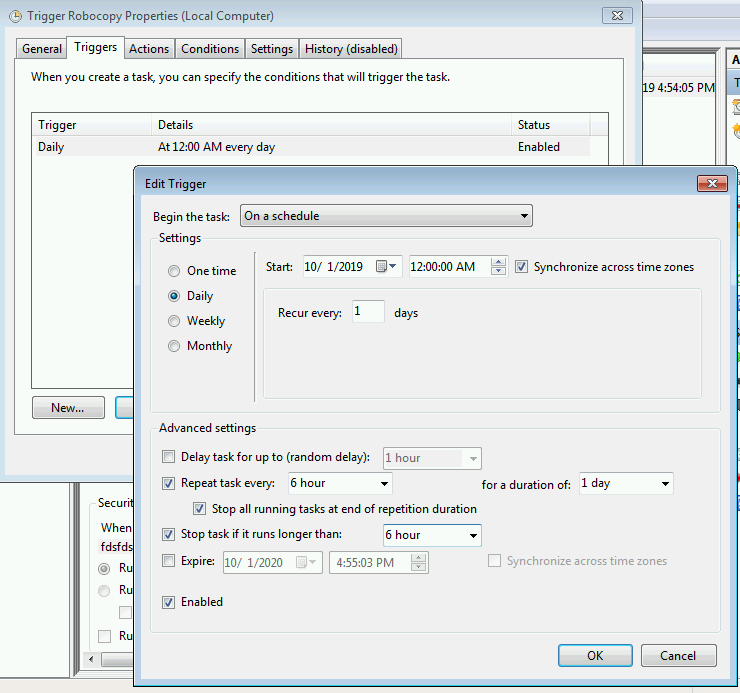 Trigger Robocopy Properties (Local Computer)
General Triggers Actions Conditions Settings History (disabled)
When you create a task, you can specify the conditions that will trigger the task.
19 4:54:05 PM
Trigger Details Status
Daily At 12:00 AM every day Enabled
Edit Trigger
Begin the task: On a schedule
Settings
One time
Start: 10/ 1/2019 12:00:00 AM Synchronize across time zones
Daily
Recur every: 1 days
Weekly
Monthly
New...
Advanced settings
Delay task for up to (random delay): 1 hour
Repeat task every: 6 hour for a duration of: 1 day
Stop all running tasks at end of repetition duration
Stop task if it runs longer than: 6 hour
Expire: 10/ 1/2020 4:55:03 PM Synchronize across time zones
Enabled
OK Cancel
Securit
When
fdsfds
Ru
Ru
Ru